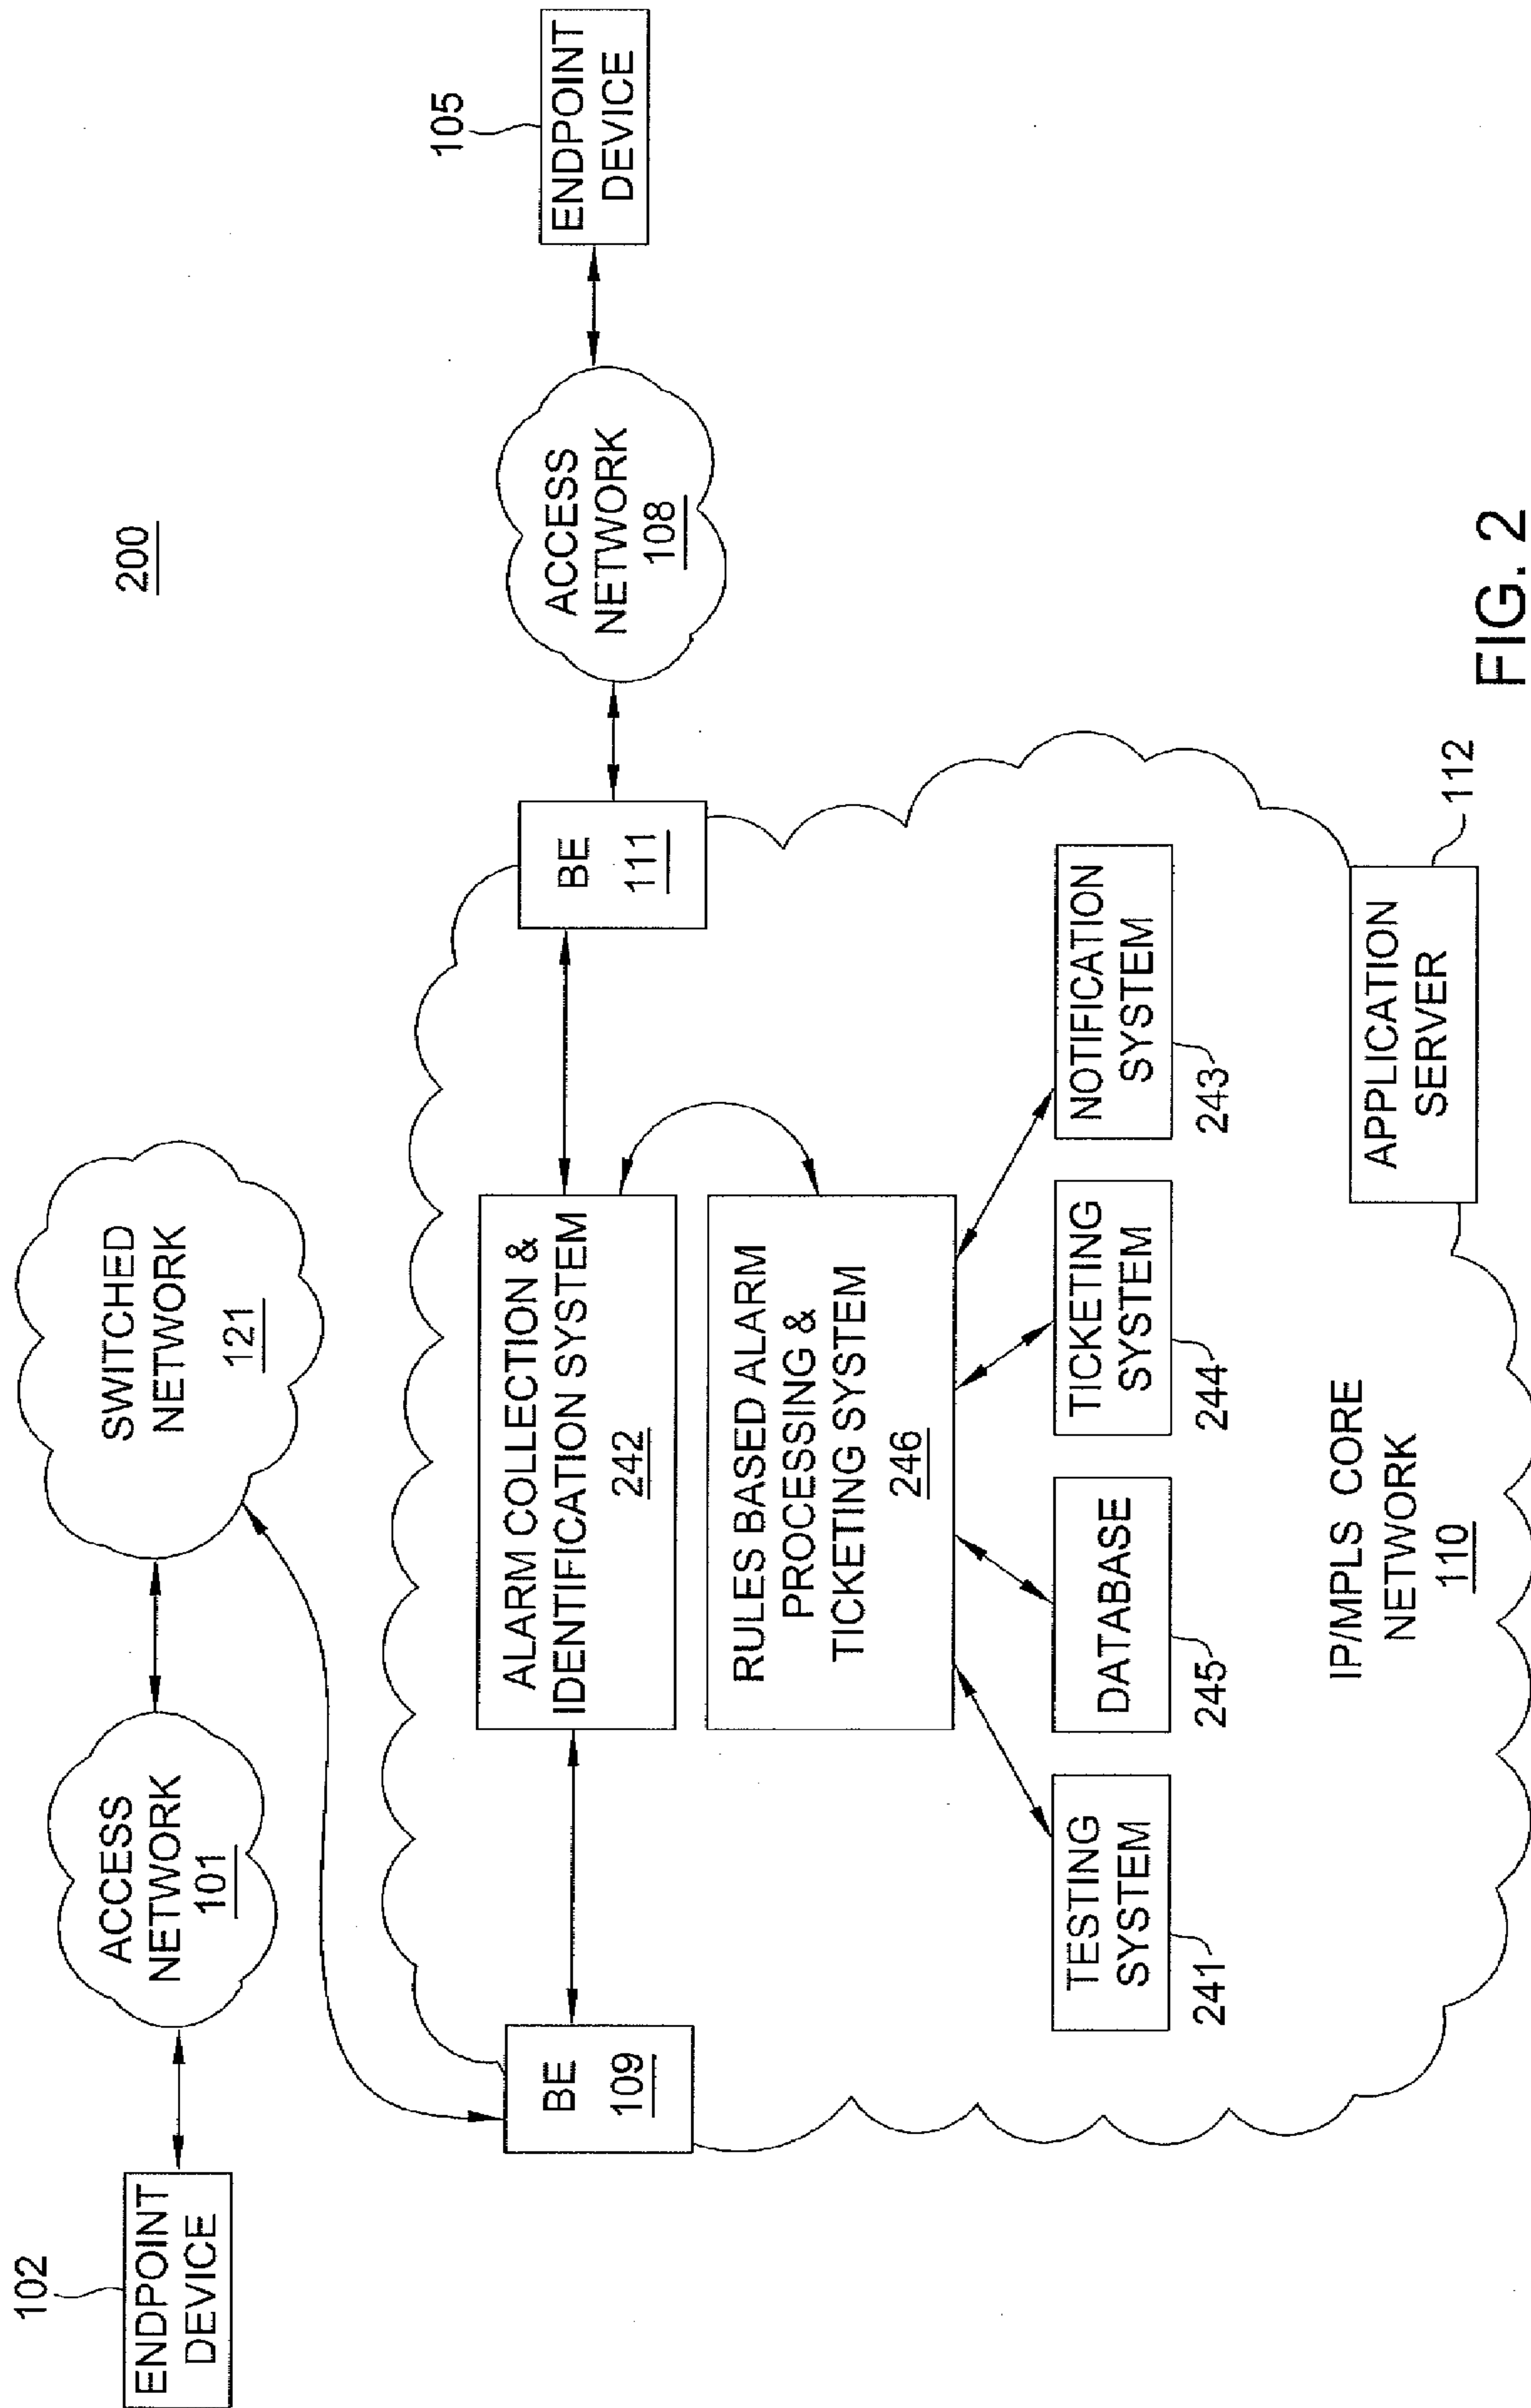 200
102
ENDPOINT
DEVICE
ACCESS
NETWORK
101
SWITCHED
NETWORK
121
105
ENDPOINT
DEVICE
ACCESS
NETWORK
108
BE
109
ALARM COLLECTION &
IDENTIFICATION SYSTEM
242
BE
111
RULES BASED ALARM
PROCESSING &
TICKETING SYSTEM
246
TESTING
SYSTEM
241
DATABASE
245
TICKETING
SYSTEM
244
NOTIFICATION
SYSTEM
243
IP/MPLS CORE
NETWORK
110
APPLICATION
SERVER
112
FIG. 2